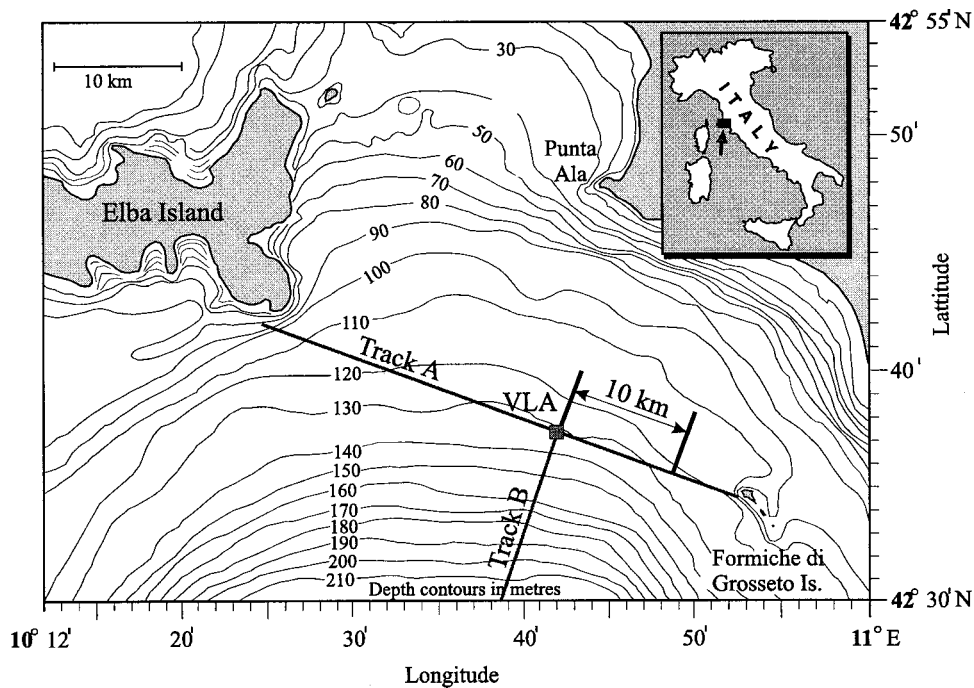 42° 55' N
30
10 km
ITALY
50'
50
Punta
Ala
60
70
Elba Island
80
90
100
Lattitude
110
40'
Track A
120
VLA
10 km
130
140
150
160
170
180
Track B
190
200
Formiche di
Grosseto Is.
210
Depth contours in metres
42° 30' N
10° 12'
20'
30'
40'
50'
11° E
Longitude